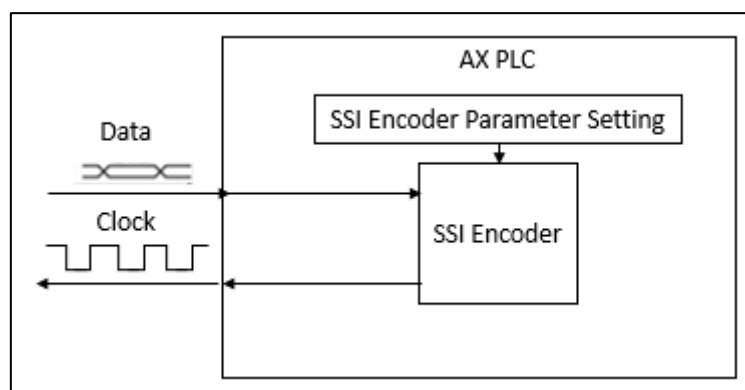 AX PLC
SSI Encoder Parameter Setting
Data
Clock
SSI Encoder